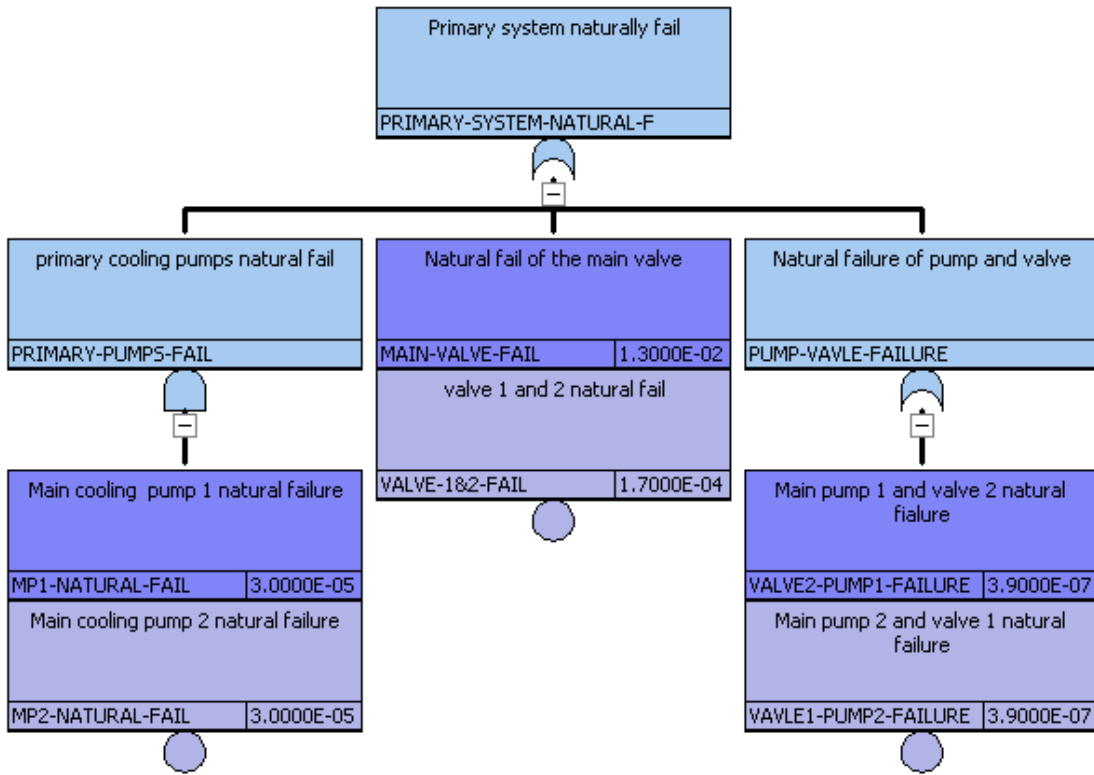 Primary system naturally fail
PRIMARY-SYSTEM-NATURAL-F
primary cooling pumps natural fail
PRIMARY-PUMPS-FAIL
Natural fail of the main valve
MAIN-VALVE-FAIL 1.3000E-02
valve 1 and 2 natural fail
VALVE-1&2-FAIL 1.7000E-04
Natural failure of pump and valve
PUMP-VAVLE-FAILURE
Main cooling pump 1 natural failure
MP1-NATURAL-FAIL 3.0000E-05
Main cooling pump 2 natural failure
MP2-NATURAL-FAIL 3.0000E-05
Main pump 1 and valve 2 natural
fialure
VALVE2-PUMP1-FAILURE 3.9000E-07
Main pump 2 and valve 1 natural
failure
VAVLE1-PUMP2-FAILURE 3.9000E-07